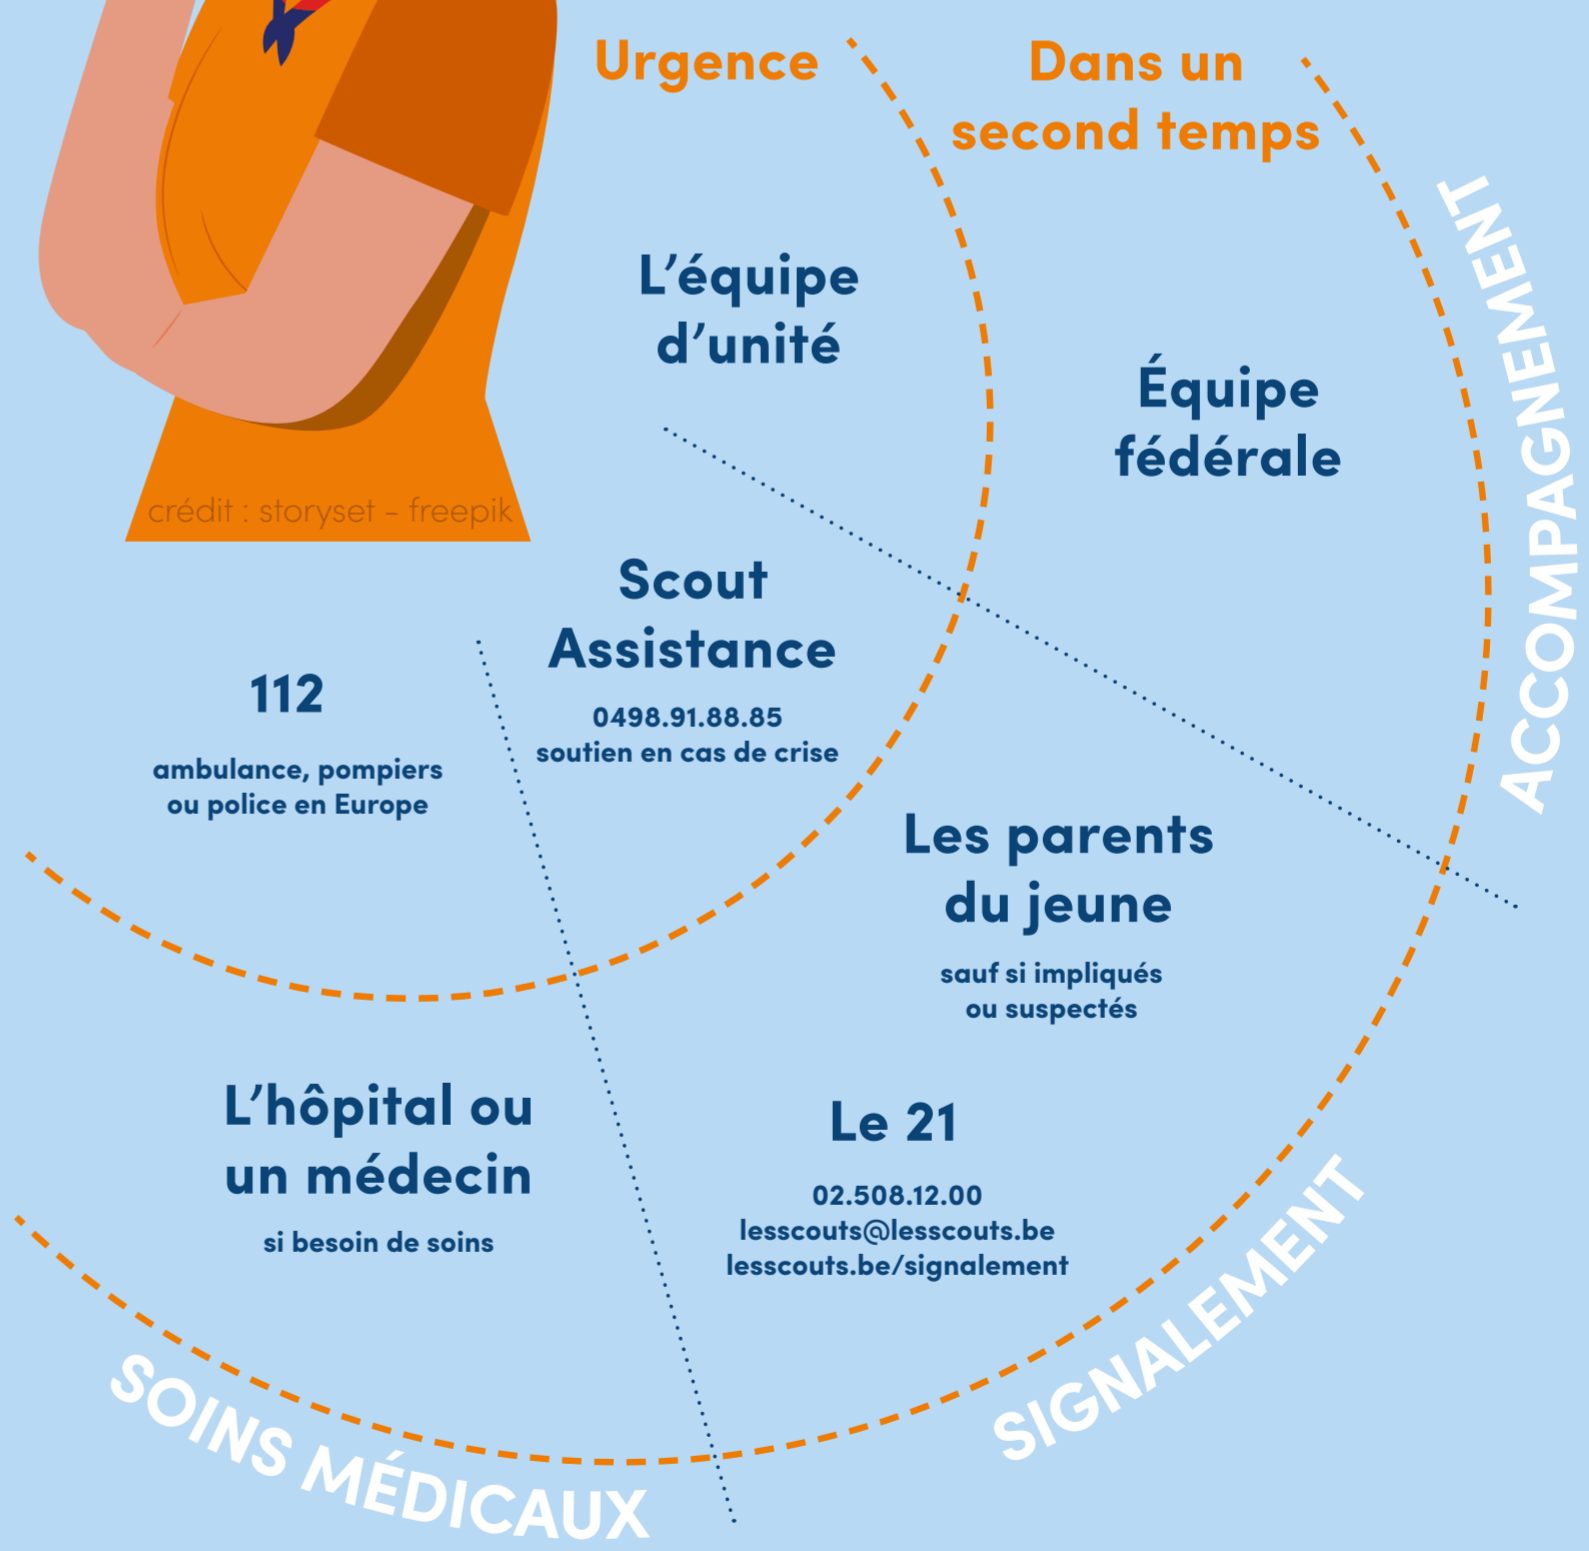 Urgence
Dans un
second temps
L'équipe
d'unité
Équipe
fédérale
ACCOMPAGNEMENT
crédit : storyset - freepik
Scout
Assistance
0498.91.88.85
soutien en cas de crise
112
ambulance, pompiers
ou police en Europe
Les parents
du jeune
sauf si impliqués
ou suspectés
L'hôpital ou
un médecin
si besoin de soins
Le 21
02.508.12.00
lesscouts@lesscouts.be
lesscouts.be/signalement
SIGNALEMENT
SOINS MÉDICAUX